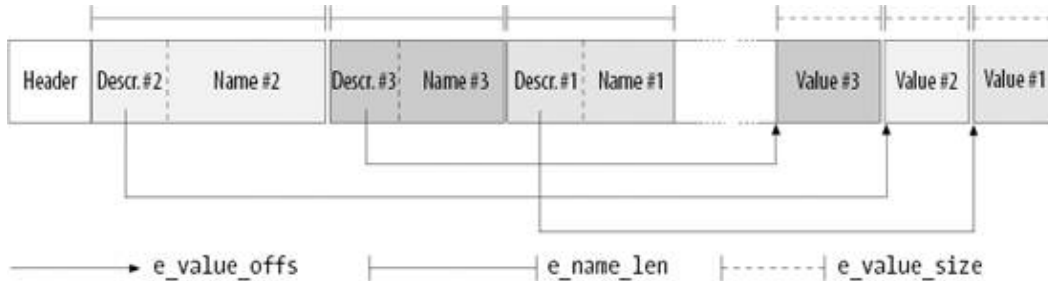 Header Descr.#2 Name #2 Descr.#3 Name #3 Descr.#1 Name #1 Value #3 Value #2 Value #1
e_value_offs e_name_len e_value_size